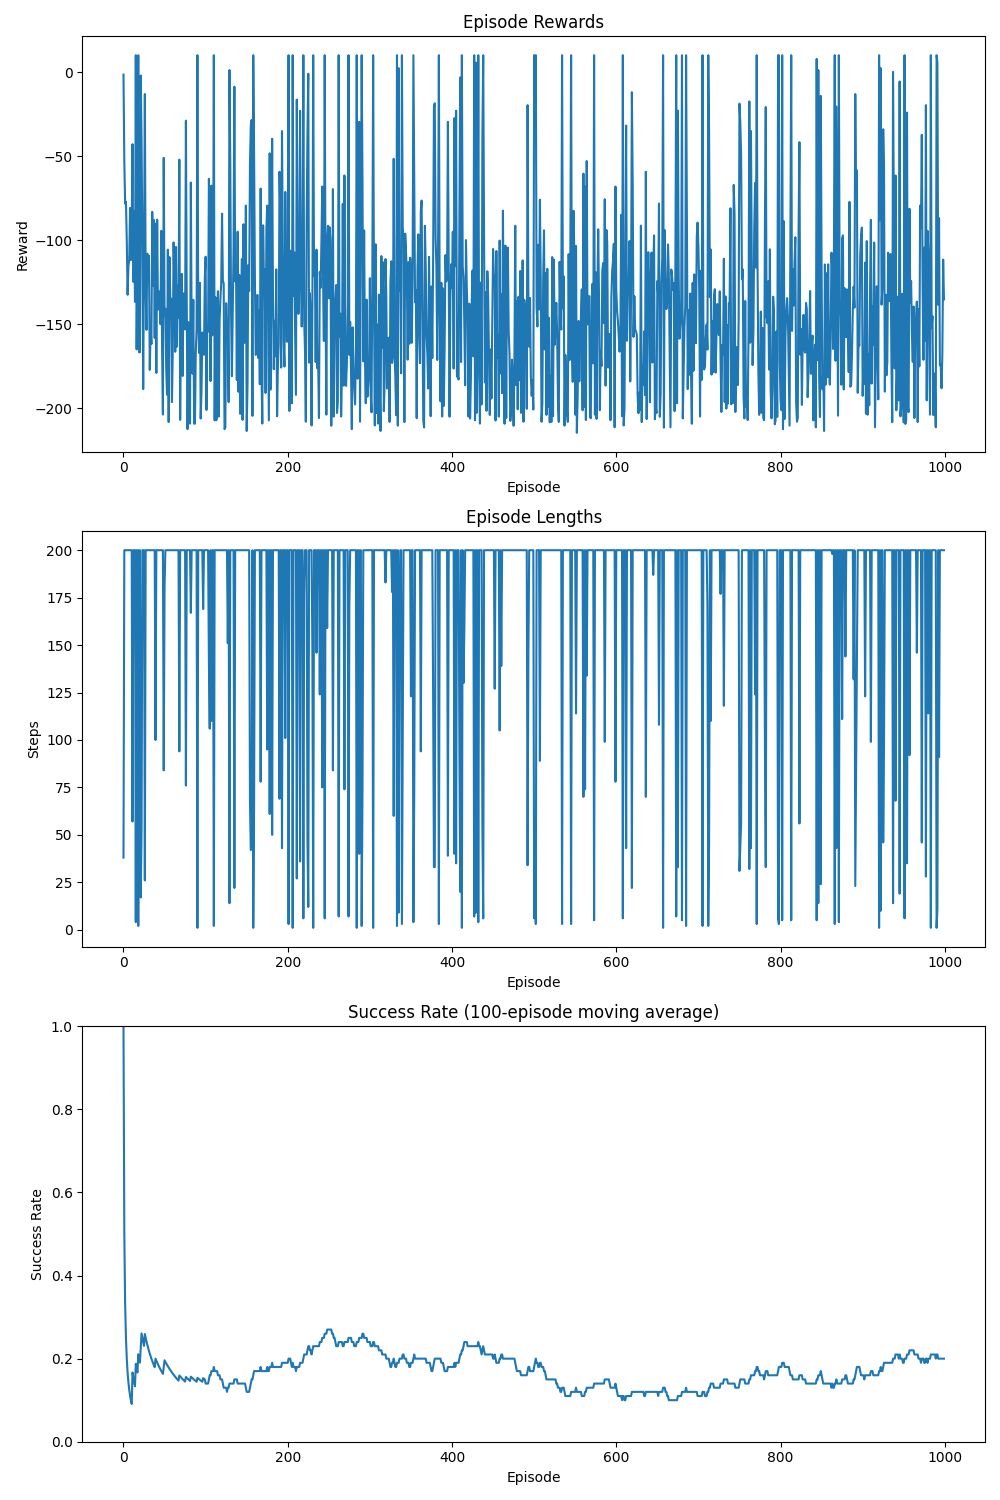 Episode Rewards
0
−50
−100
−150
−200
Reward
0 200 400 600 800 1000
Episode
Episode Lengths
200
175
150
125
100
75
50
25
0
Steps
0 200 400 600 800 1000
Episode
Success Rate (100-episode moving average)
1.0
0.8
0.6
0.4
0.2
0.0
Success Rate
0 200 400 600 800 1000
Episode